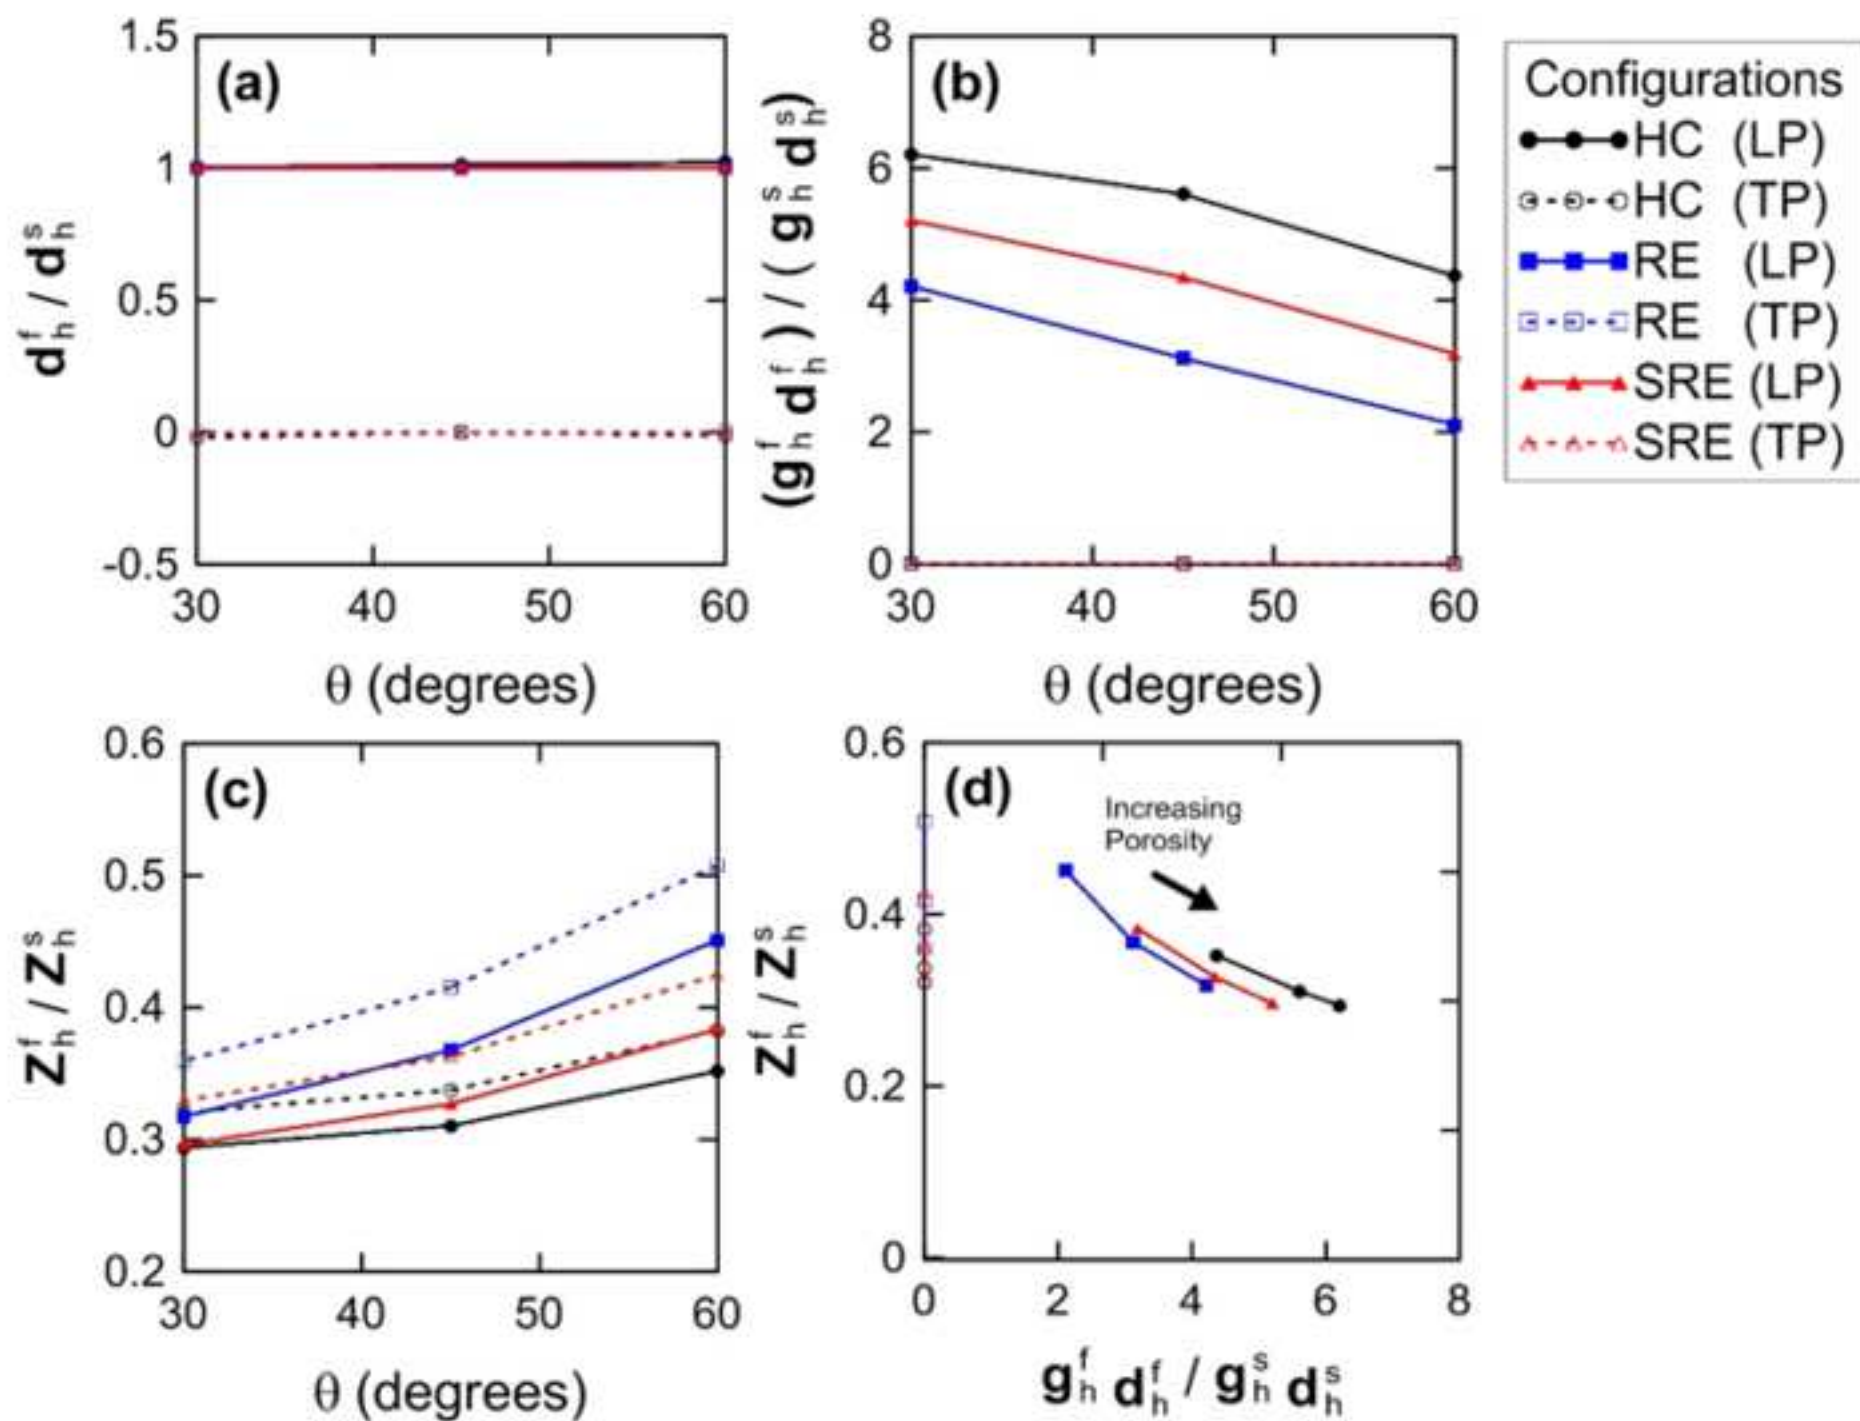 1.5
1
0.5
0
-0.5
30 40 50 60
d_h^f / d_h^s
θ (degrees)
(a)
8
6
4
2
0
30 40 50 60
(g_h^f d_h^f) / (g_h^s d_h^s)
θ (degrees)
(b)
Configurations
HC (LP)
HC (TP)
RE (LP)
RE (TP)
SRE (LP)
SRE (TP)
0.6
0.5
0.4
0.3
0.2
30 40 50 60
Z_h^f / Z_h^s
θ (degrees)
(c)
0.6
0.4
0.2
0
0 2 4 6 8
Z_h^f / Z_h^s
g_h^f d_h^f / g_h^s d_h^s
(d)
Increasing
Porosity